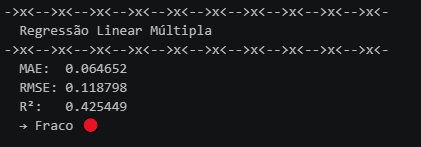 ->x<-->x<-->x<-->x<-->x<-->x<-->x<-->x<-->x<-->x<-
Regressão Linear Múltipla
->x<-->x<-->x<-->x<-->x<-->x<-->x<-->x<-->x<-->x<-
MAE: 0.064652
RMSE: 0.118798
R²: 0.425449
→ Fraco 🔴